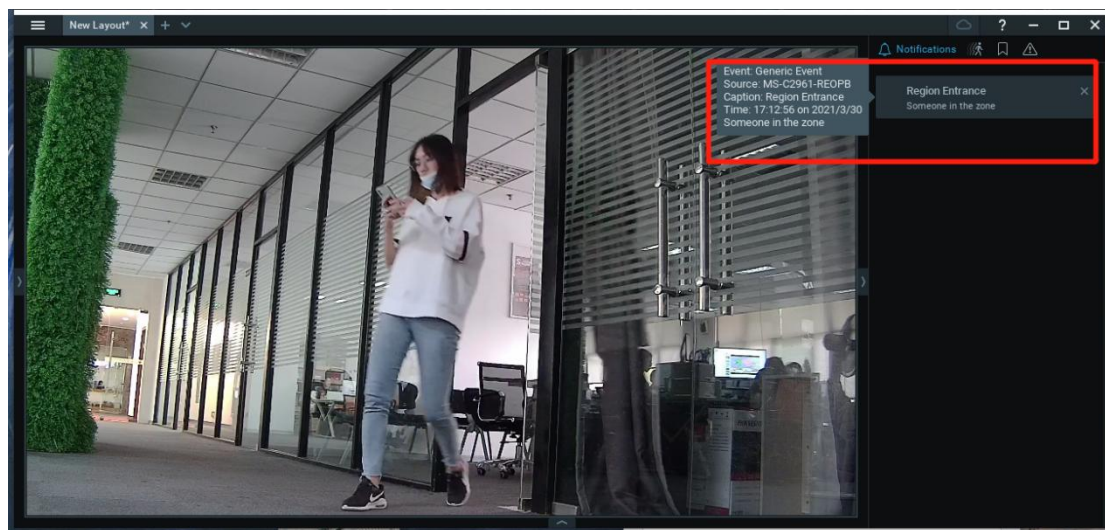 New Layout*
Notifications
Event: Generic Event
Source: MS-C2961-REOPB
Caption: Region Entrance
Time: 17:12:56 on 2021/3/30
Someone in the zone
Region Entrance
Someone in the zone